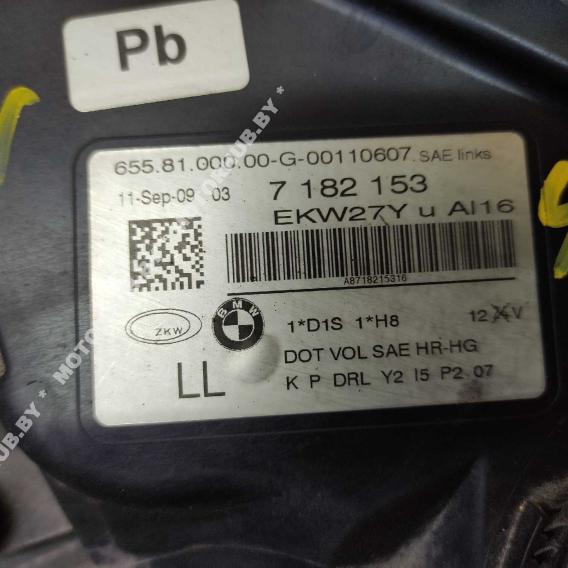 Pb
655.81.000.00-G-00110607. SAE links
11-Sep-09 03 7 182 153
EKW27Y u AI16
A8718215316
ZKW
BMW
1*D1S 1*H8 12 V
DOT VOL SAE HR-HG
LL
K P DRL Y2 I5 P2 07